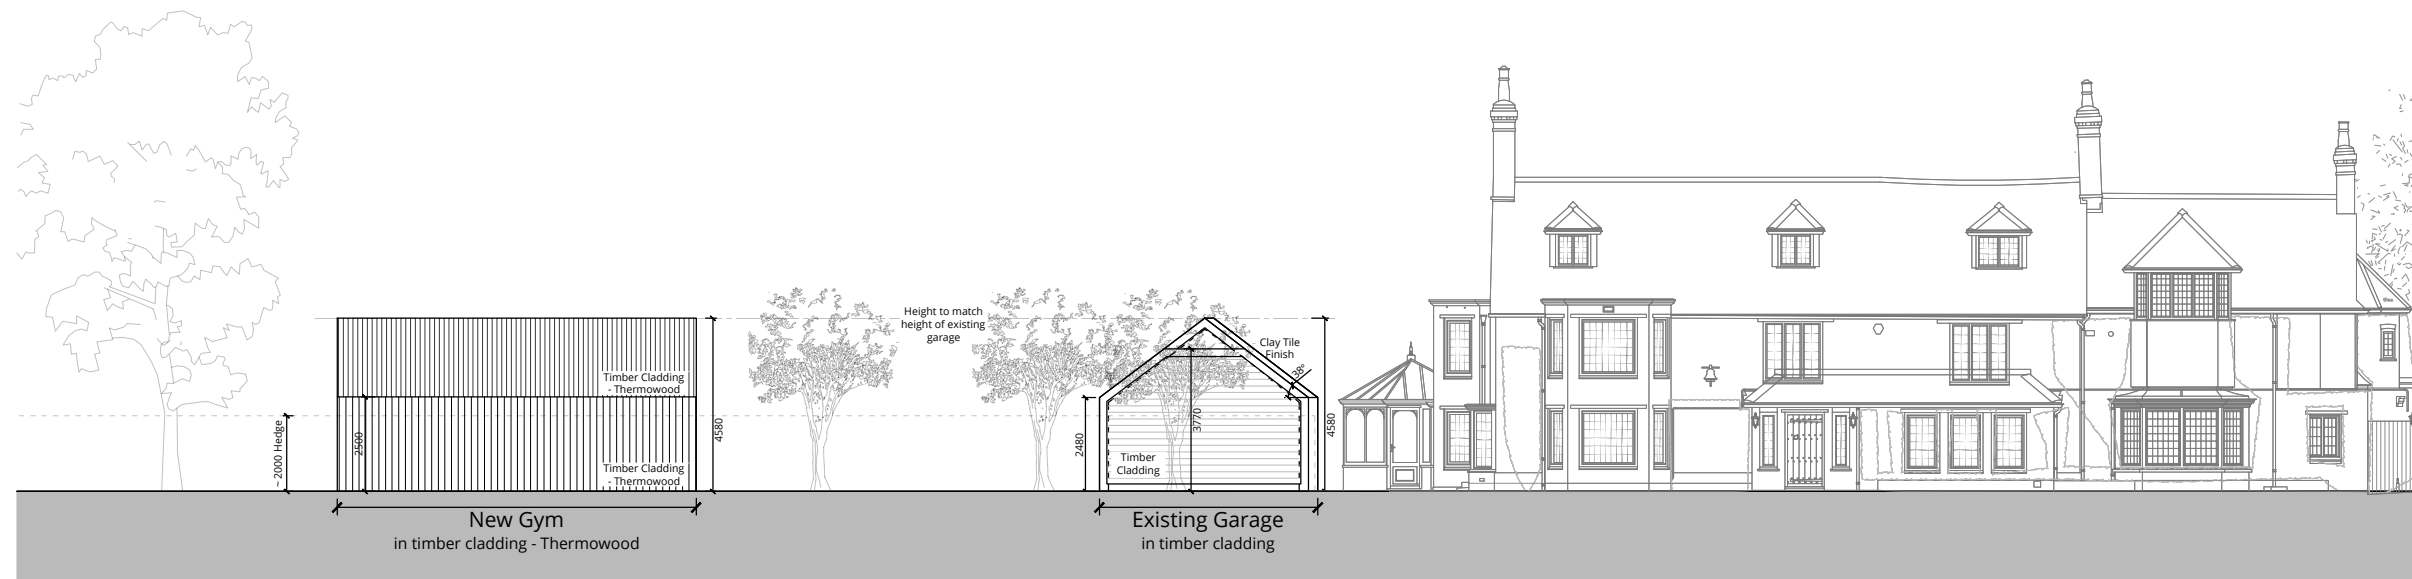 Height to match
height of existing
garage
Clay Tile
Finish
38°
Timber Cladding
- Thermowood
~ 2000 Hedge
2500
4580
Timber Cladding
- Thermowood
2480
3770
4580
Timber
Cladding
New Gym
in timber cladding - Thermowood
Existing Garage
in timber cladding